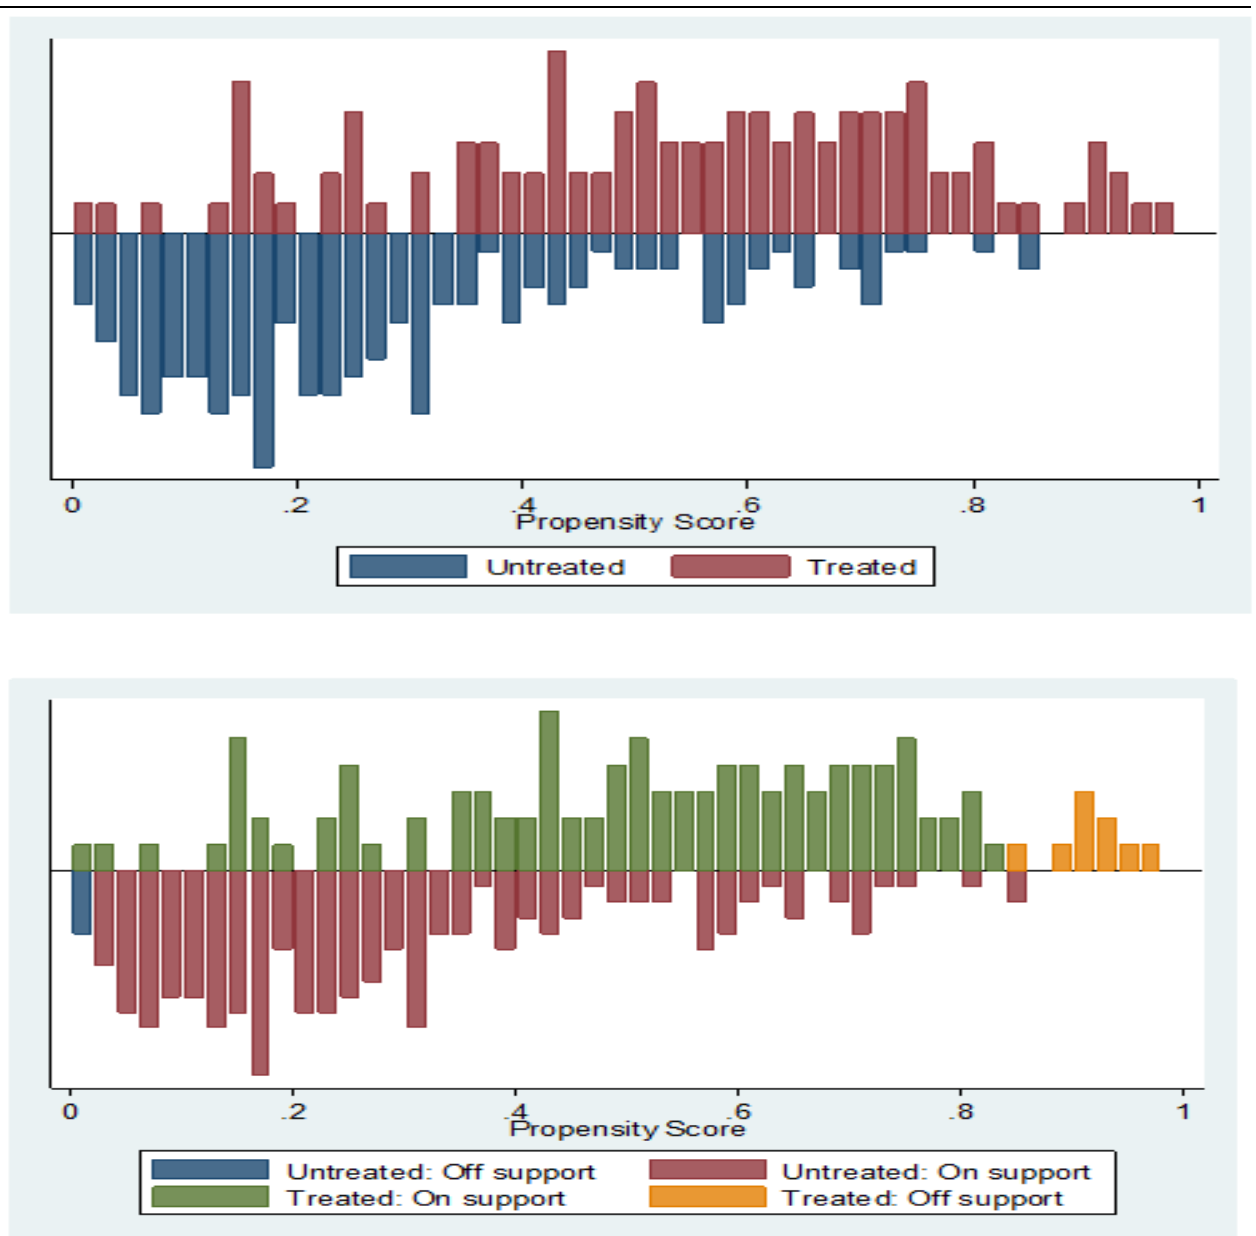 0 .2 .4 .6 .8 1
Propensity Score
Untreated Treated
0 .2 .4 .6 .8 1
Propensity Score
Untreated: Off support Untreated: On support
Treated: On support Treated: Off support